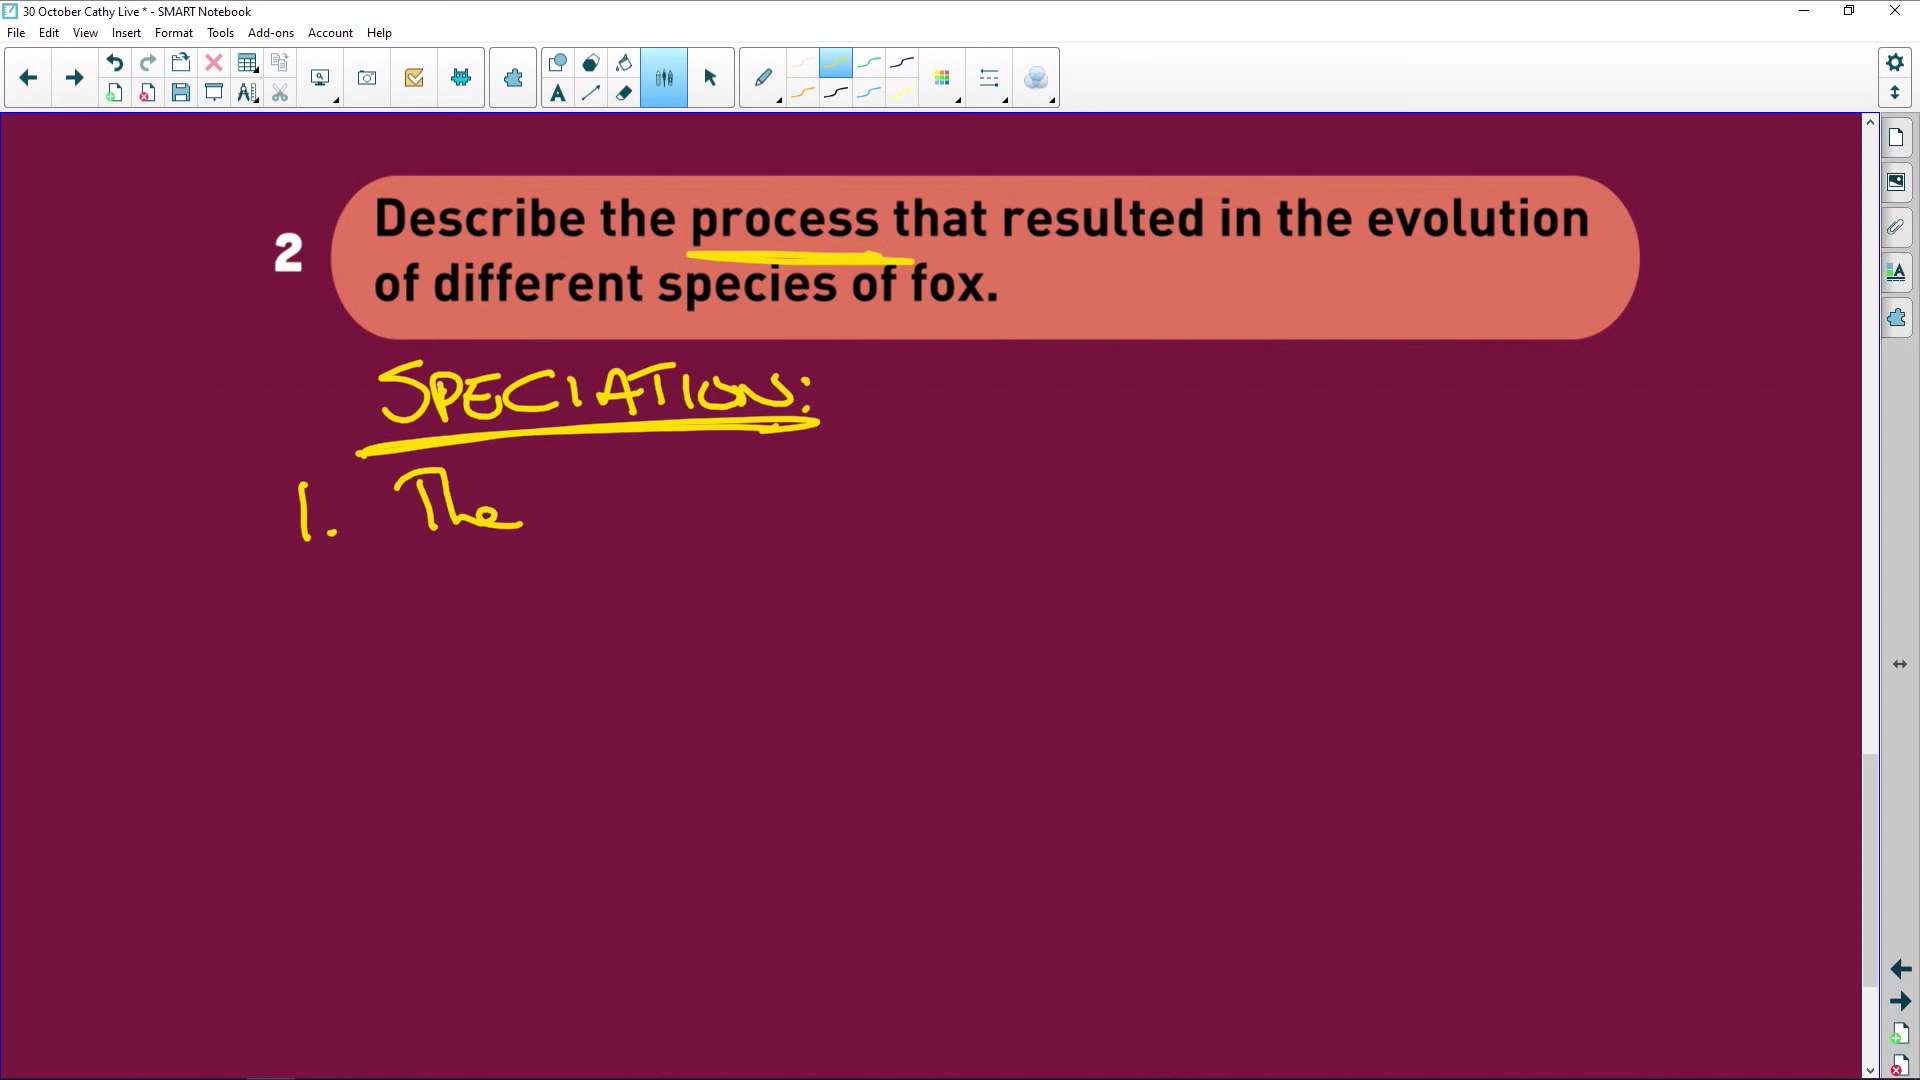 30 October Cathy Live * - SMART Notebook
File Edit View Insert Format Tools Add-ons Account Help
2
Describe the process that resulted in the evolution
of different species of fox.
SPECIATION:
1. The